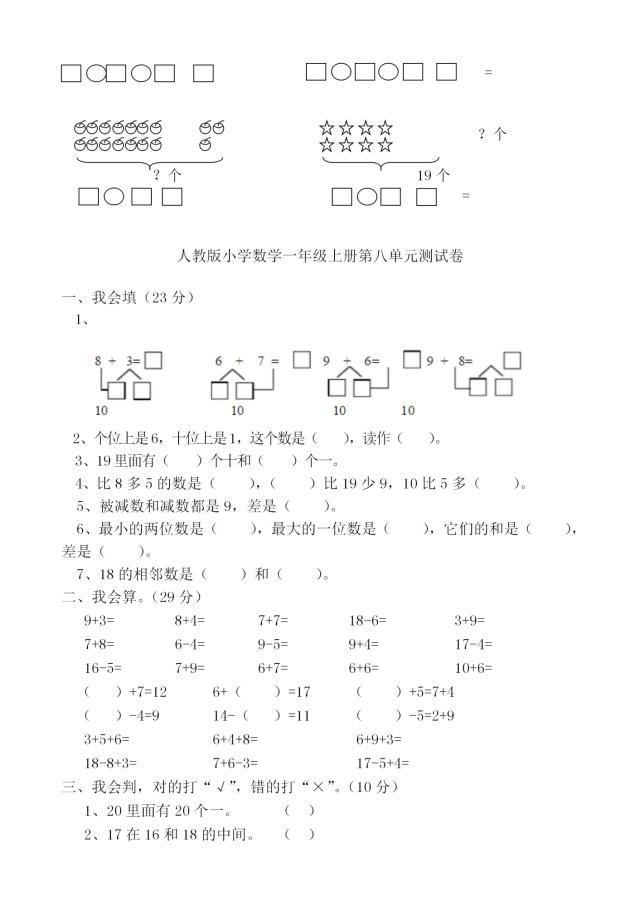 □○□○□ □ □○□○□ □ =
？个
？个 19 个
□○□ □ □○□ □ =
人教版小学数学一年级上册第八单元测试卷
一、我会填（23 分）
1、
8 + 3=□ 6 + 7 = □ 9 + 6= □ 9 + 8= □
10 10 10 10
2、个位上是 6，十位上是 1，这个数是（ ），读作（ ）。
3、19 里面有（ ）个十和（ ）个一。
4、比 8 多 5 的数是（ ），（ ）比 19 少 9，10 比 5 多（ ）。
5、被减数和减数都是 9，差是（ ）。
6、最小的两位数是（ ），最大的一位数是（ ），它们的和是（ ），
差是（ ）。
7、18 的相邻数是（ ）和（ ）。
二、我会算。（29 分）
9+3= 8+4= 7+7= 18-6= 3+9=
7+8= 6-4= 9-5= 9+4= 17-4=
16-5= 7+9= 6+7= 6+6= 10+6=
（ ）+7=12 6+（ ）=17 （ ）+5=7+4
（ ）-4=9 14-（ ）=11 （ ）-5=2+9
3+5+6= 6+4+8= 6+9+3=
18-8+3= 7+6-3= 17-5+4=
三、我会判，对的打“√”，错的打“×”。（10 分）
1、20 里面有 20 个一。 （ ）
2、17 在 16 和 18 的中间。 （ ）